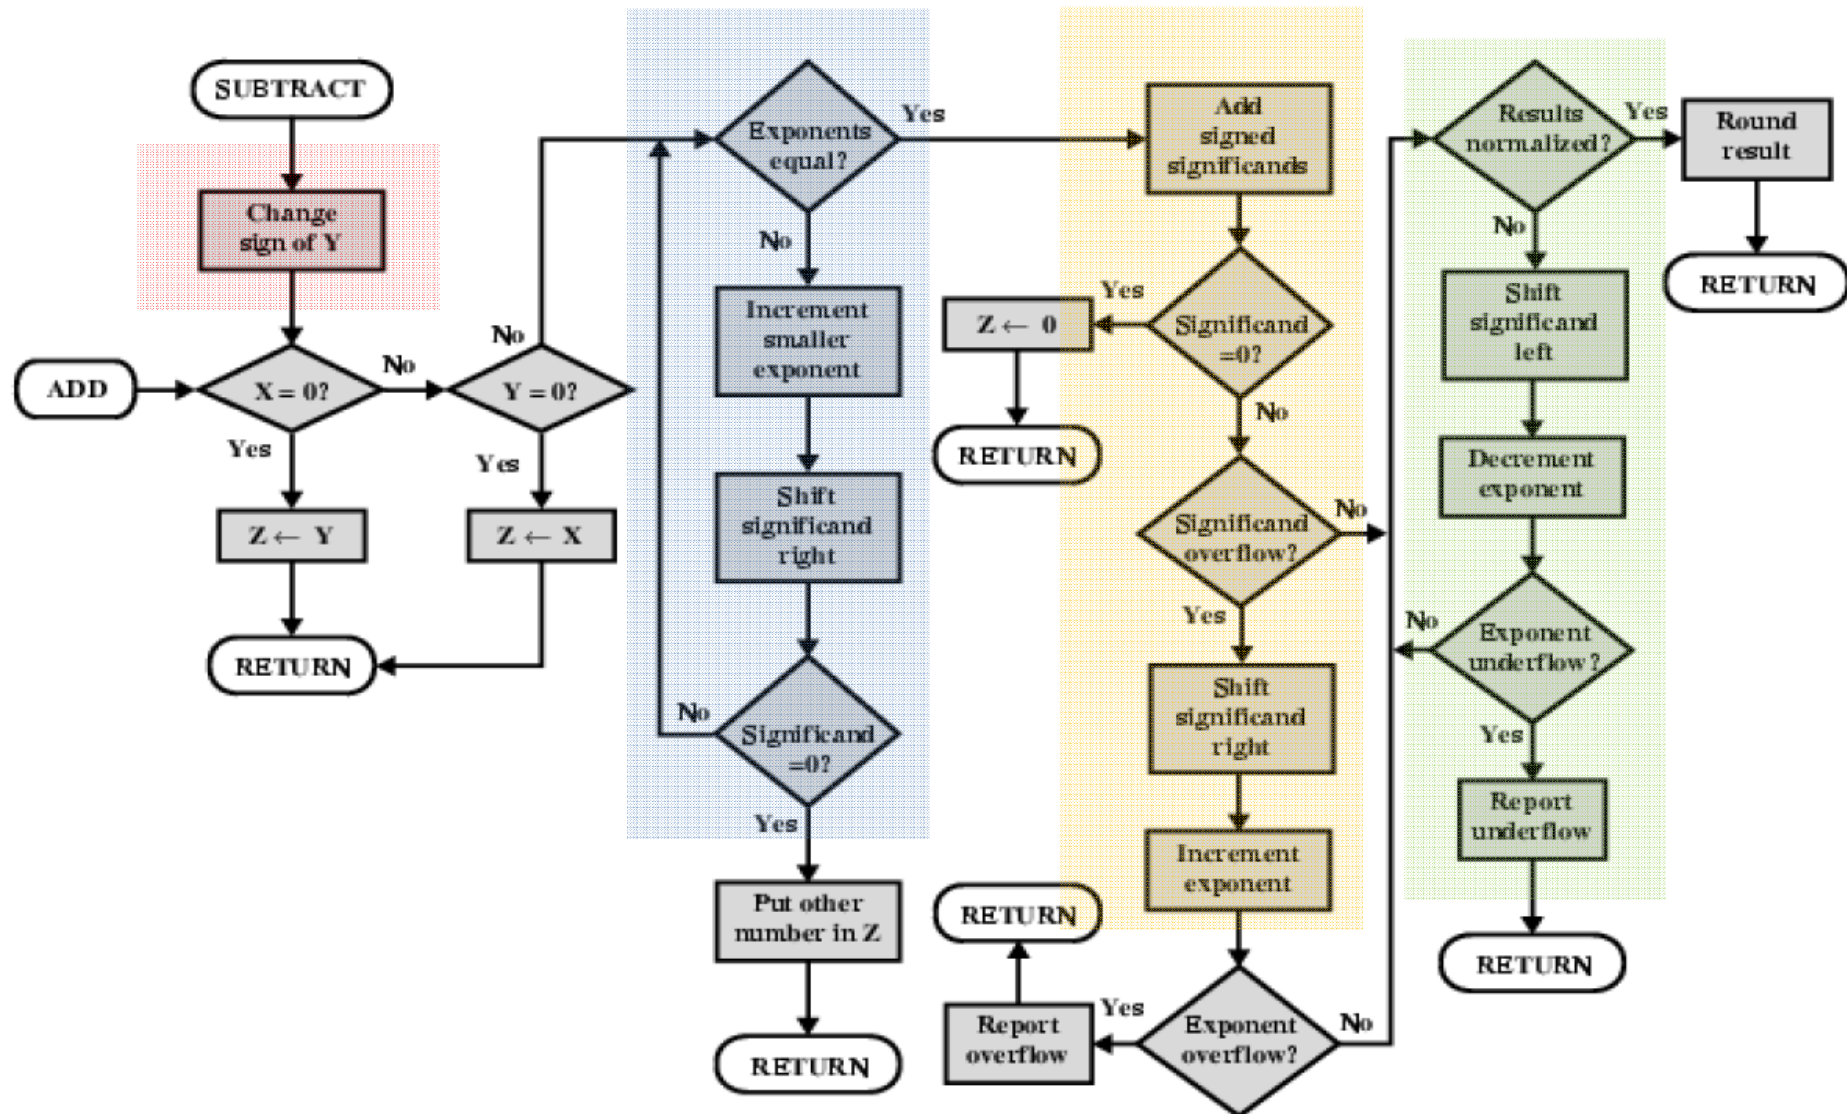 SUBTRACT
Change
sign of Y
ADD
X = 0?
No
Yes
Z ← Y
RETURN
Y = 0?
No
Yes
Z ← X
Exponents
equal?
Yes
No
Increment
smaller
exponent
Shift
significand
right
Significand
=0?
No
Yes
Put other
number in Z
RETURN
Add
signed
significands
Significand
=0?
Yes
Z ← 0
RETURN
No
Significand
overflow?
No
Yes
Shift
significand
right
Increment
exponent
Exponent
overflow?
Yes
Report
overflow
RETURN
No
Results
normalized?
Yes
Round
result
RETURN
No
Shift
significand
left
Decrement
exponent
Exponent
underflow?
No
Yes
Report
underflow
RETURN